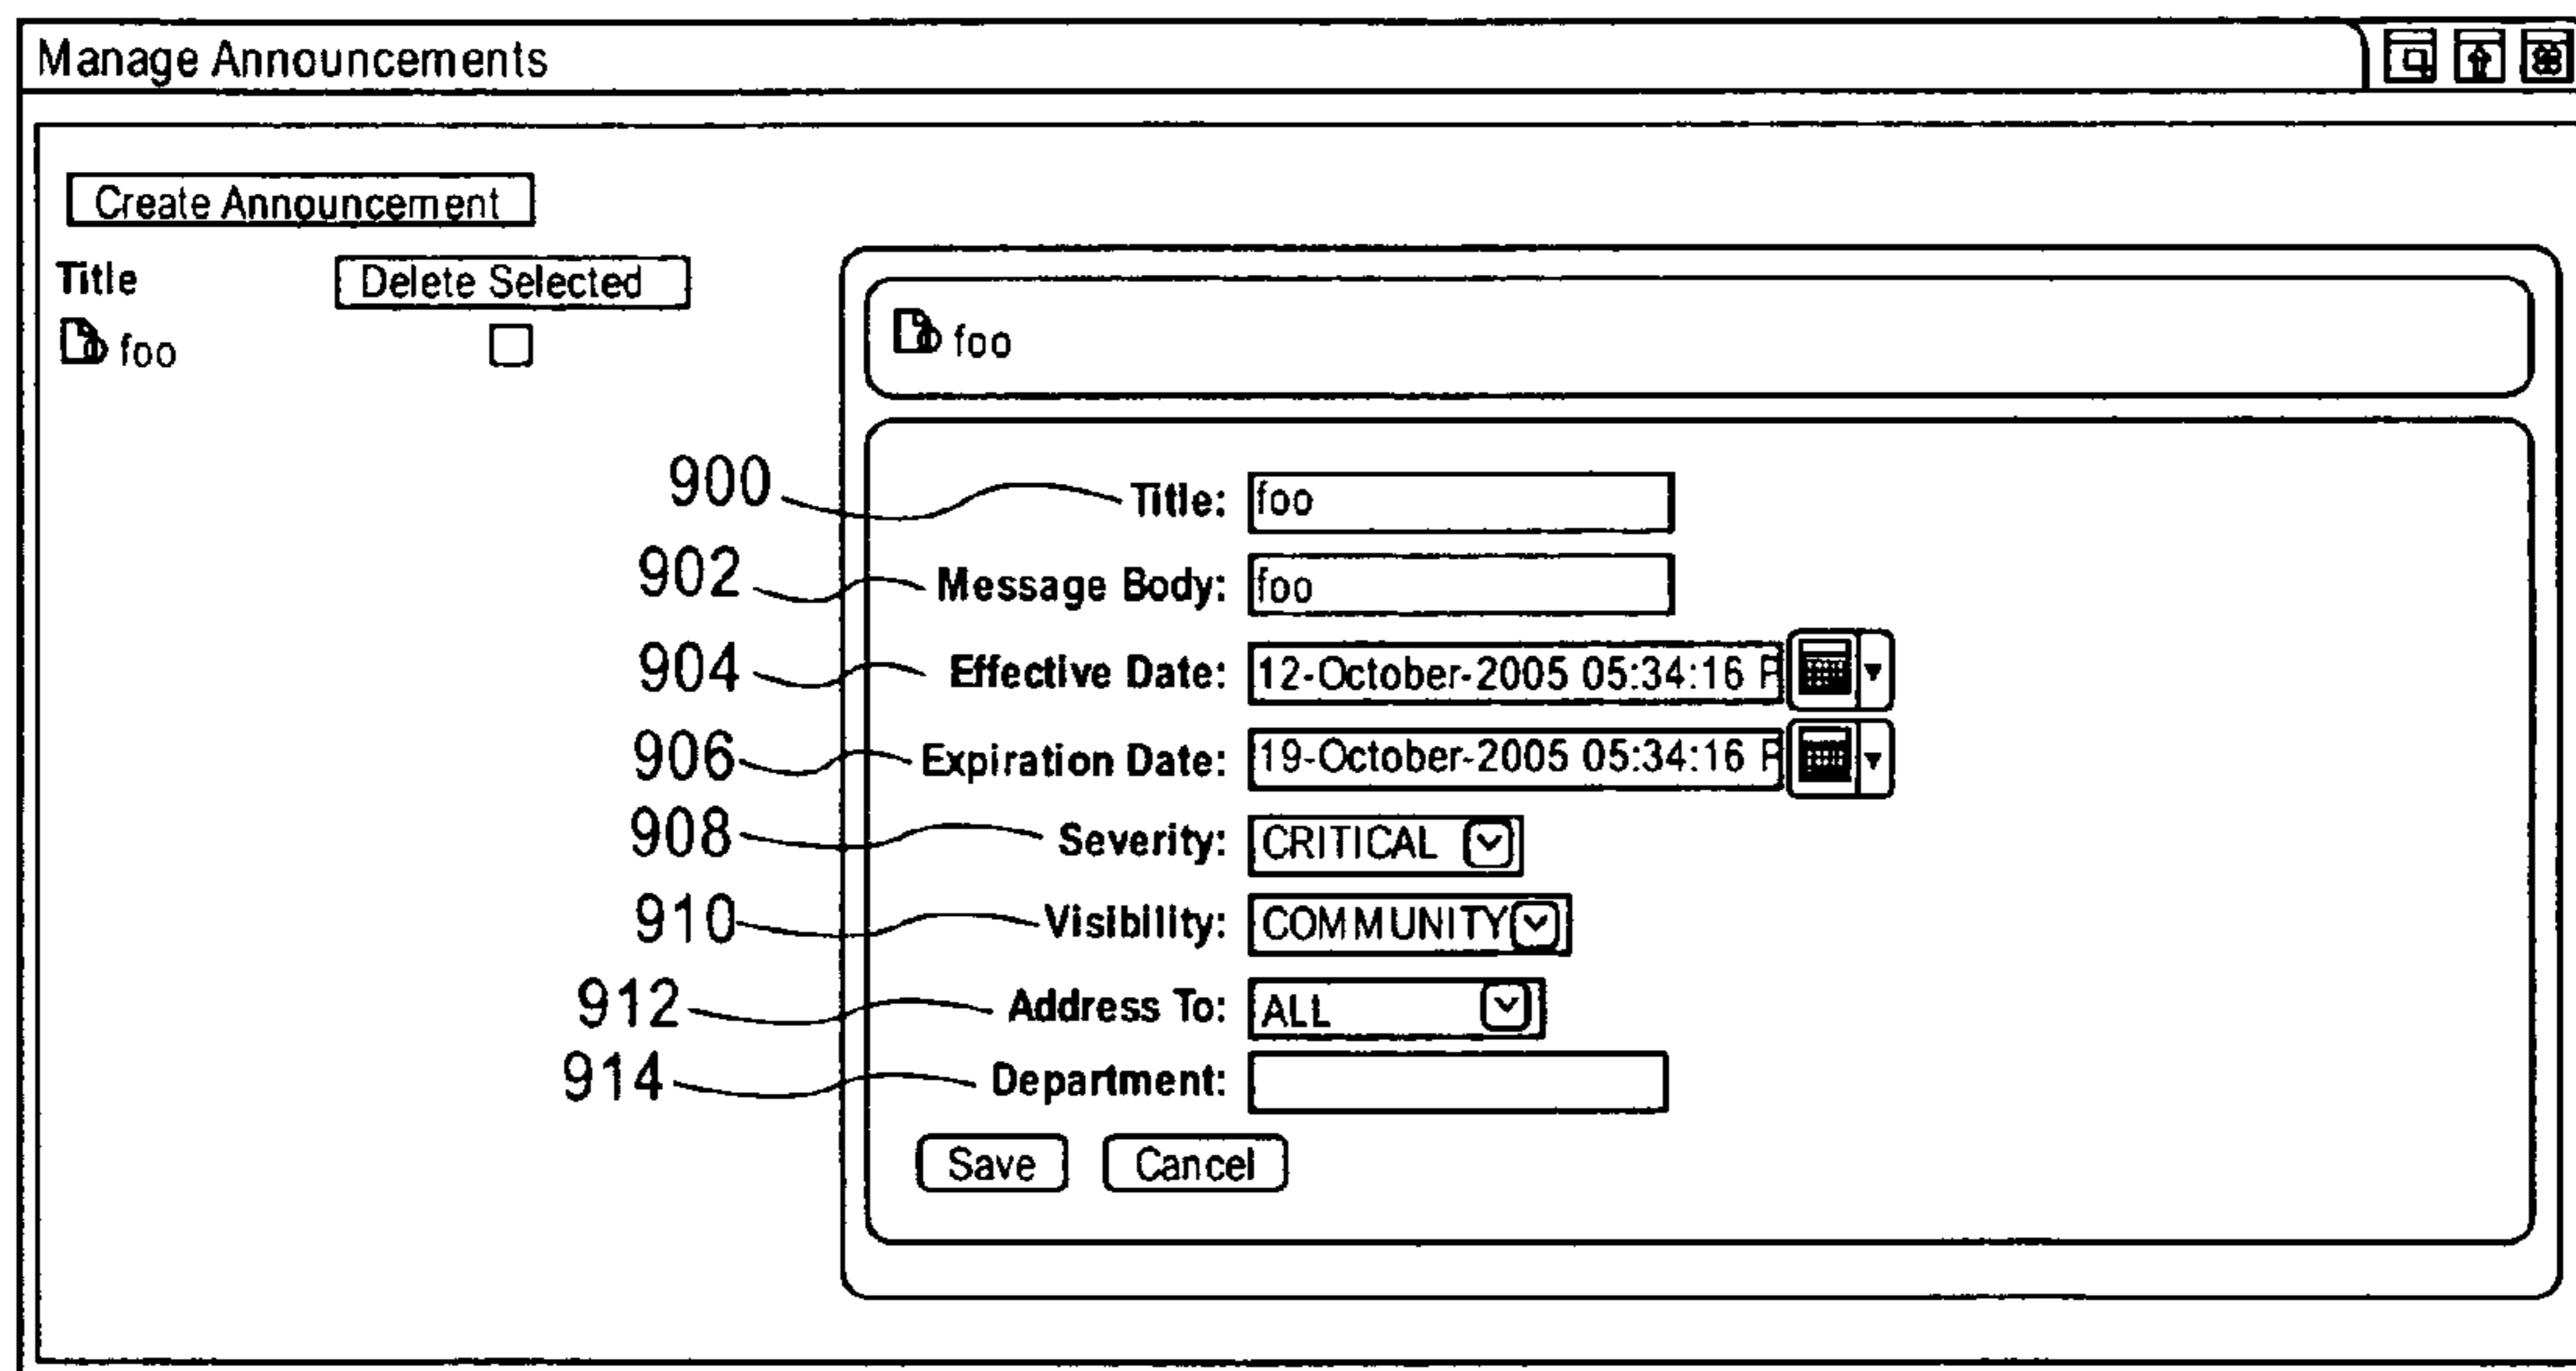 Manage Announcements
Create Announcement
Title Delete Selected
foo
foo
900 Title: foo
902 Message Body: foo
904 Effective Date: 12-October-2005 05:34:16
906 Expiration Date: 19-October-2005 05:34:16
908 Severity: CRITICAL
910 Visibility: COMMUNITY
912 Address To: ALL
914 Department:
Save Cancel